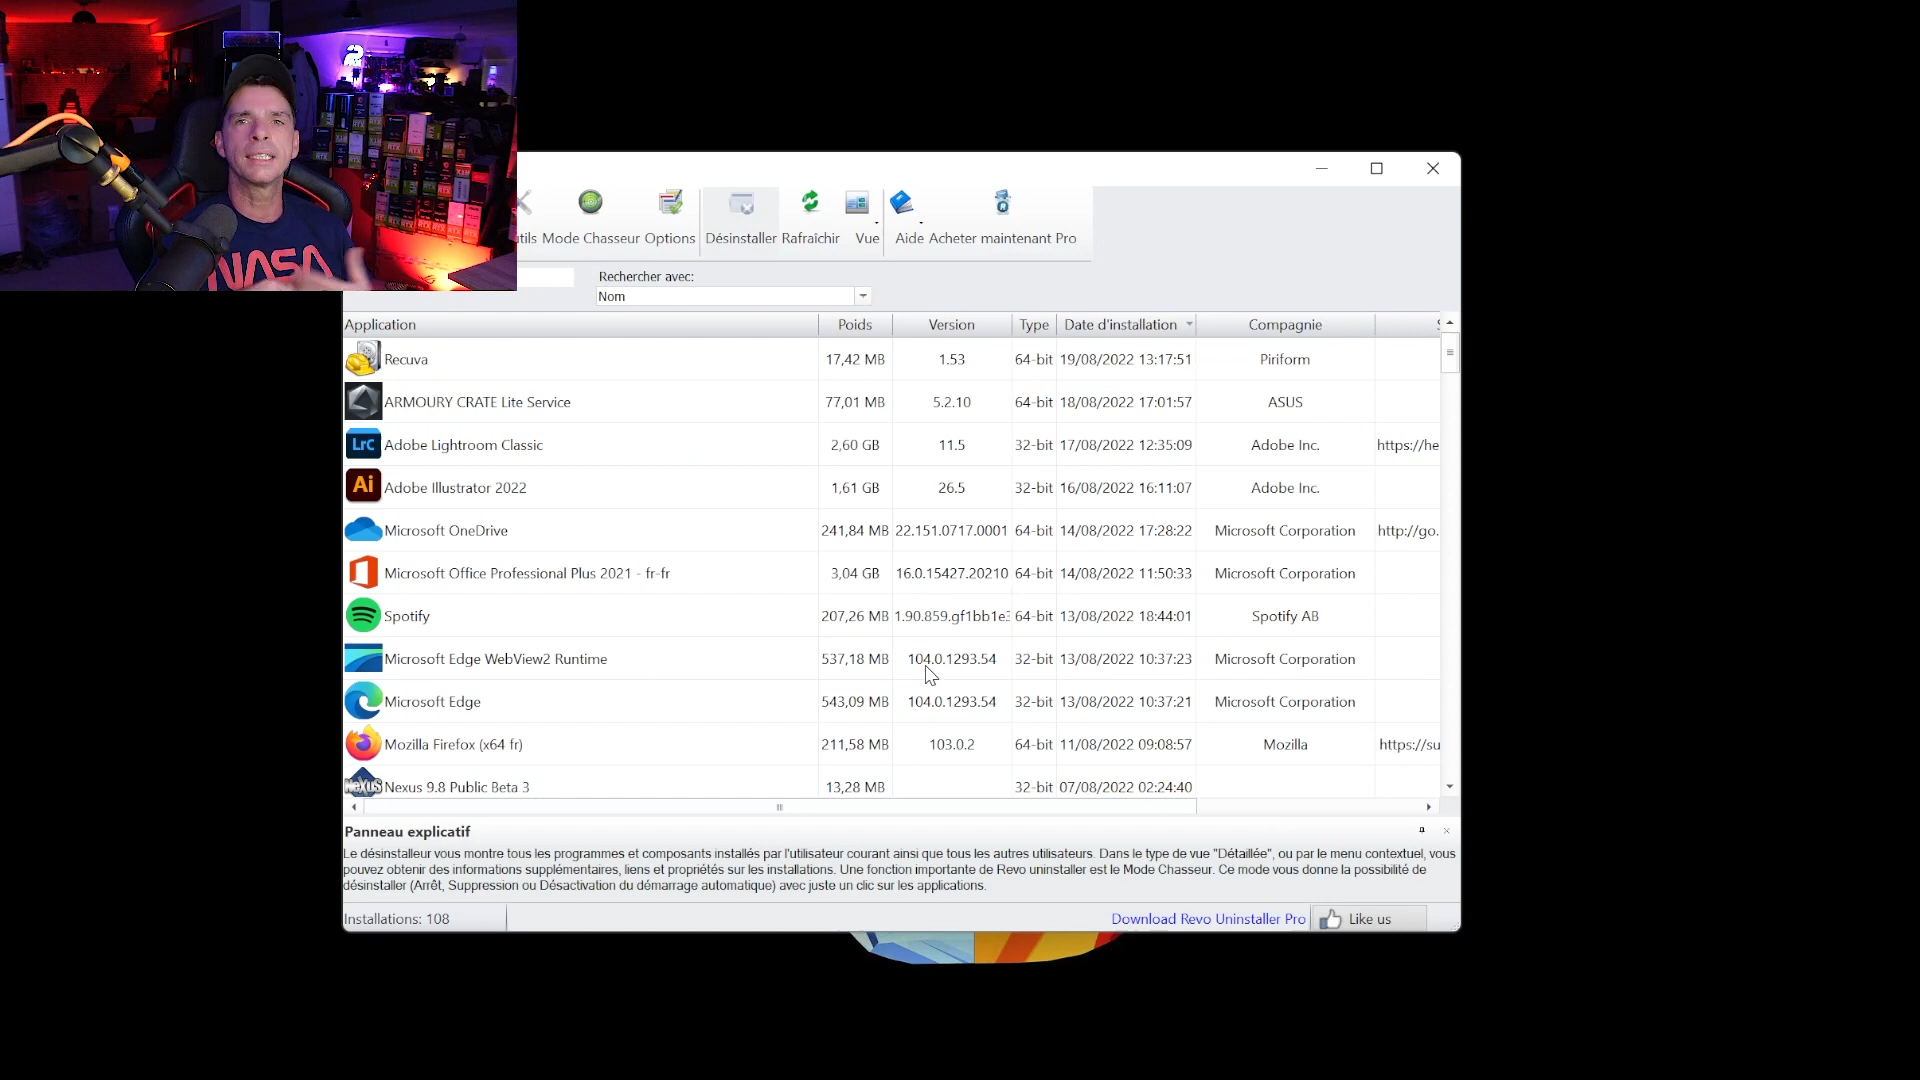 NASA
tils Mode Chasseur Options Désinstaller Rafraîchir Vue Aide Acheter maintenant Pro
Rechercher avec:
Nom
Application Poids Version Type Date d'installation Compagnie
Recuva 17,42 MB 1.53 64-bit 19/08/2022 13:17:51 Piriform
ARMOURY CRATE Lite Service 77,01 MB 5.2.10 64-bit 18/08/2022 17:01:57 ASUS
LrC Adobe Lightroom Classic 2,60 GB 11.5 32-bit 17/08/2022 12:35:09 Adobe Inc. https://he
Ai Adobe Illustrator 2022 1,61 GB 26.5 32-bit 16/08/2022 16:11:07 Adobe Inc.
Microsoft OneDrive 241,84 MB 22.151.0717.0001 64-bit 14/08/2022 17:28:22 Microsoft Corporation http://go.
Microsoft Office Professional Plus 2021 - fr-fr 3,04 GB 16.0.15427.20210 64-bit 14/08/2022 11:50:33 Microsoft Corporation
Spotify 207,26 MB 1.90.859.gf1bb1e3 64-bit 13/08/2022 18:44:01 Spotify AB
Microsoft Edge WebView2 Runtime 537,18 MB 104.0.1293.54 32-bit 13/08/2022 10:37:23 Microsoft Corporation
Microsoft Edge 543,09 MB 104.0.1293.54 32-bit 13/08/2022 10:37:21 Microsoft Corporation
Mozilla Firefox (x64 fr) 211,58 MB 103.0.2 64-bit 11/08/2022 09:08:57 Mozilla https://su
NeXuS Nexus 9.8 Public Beta 3 13,28 MB 32-bit 07/08/2022 02:24:40
Panneau explicatif
Le désinstalleur vous montre tous les programmes et composants installés par l'utilisateur courant ainsi que tous les autres utilisateurs. Dans le type de vue "Détaillée", ou par le menu contextuel, vous
pouvez obtenir des informations supplémentaires, liens et propriétés sur les installations. Une fonction importante de Revo uninstaller est le Mode Chasseur. Ce mode vous donne la possibilité de
désinstaller (Arrêt, Suppression ou Désactivation du démarrage automatique) avec juste un clic sur les applications.
Installations: 108 Download Revo Uninstaller Pro Like us